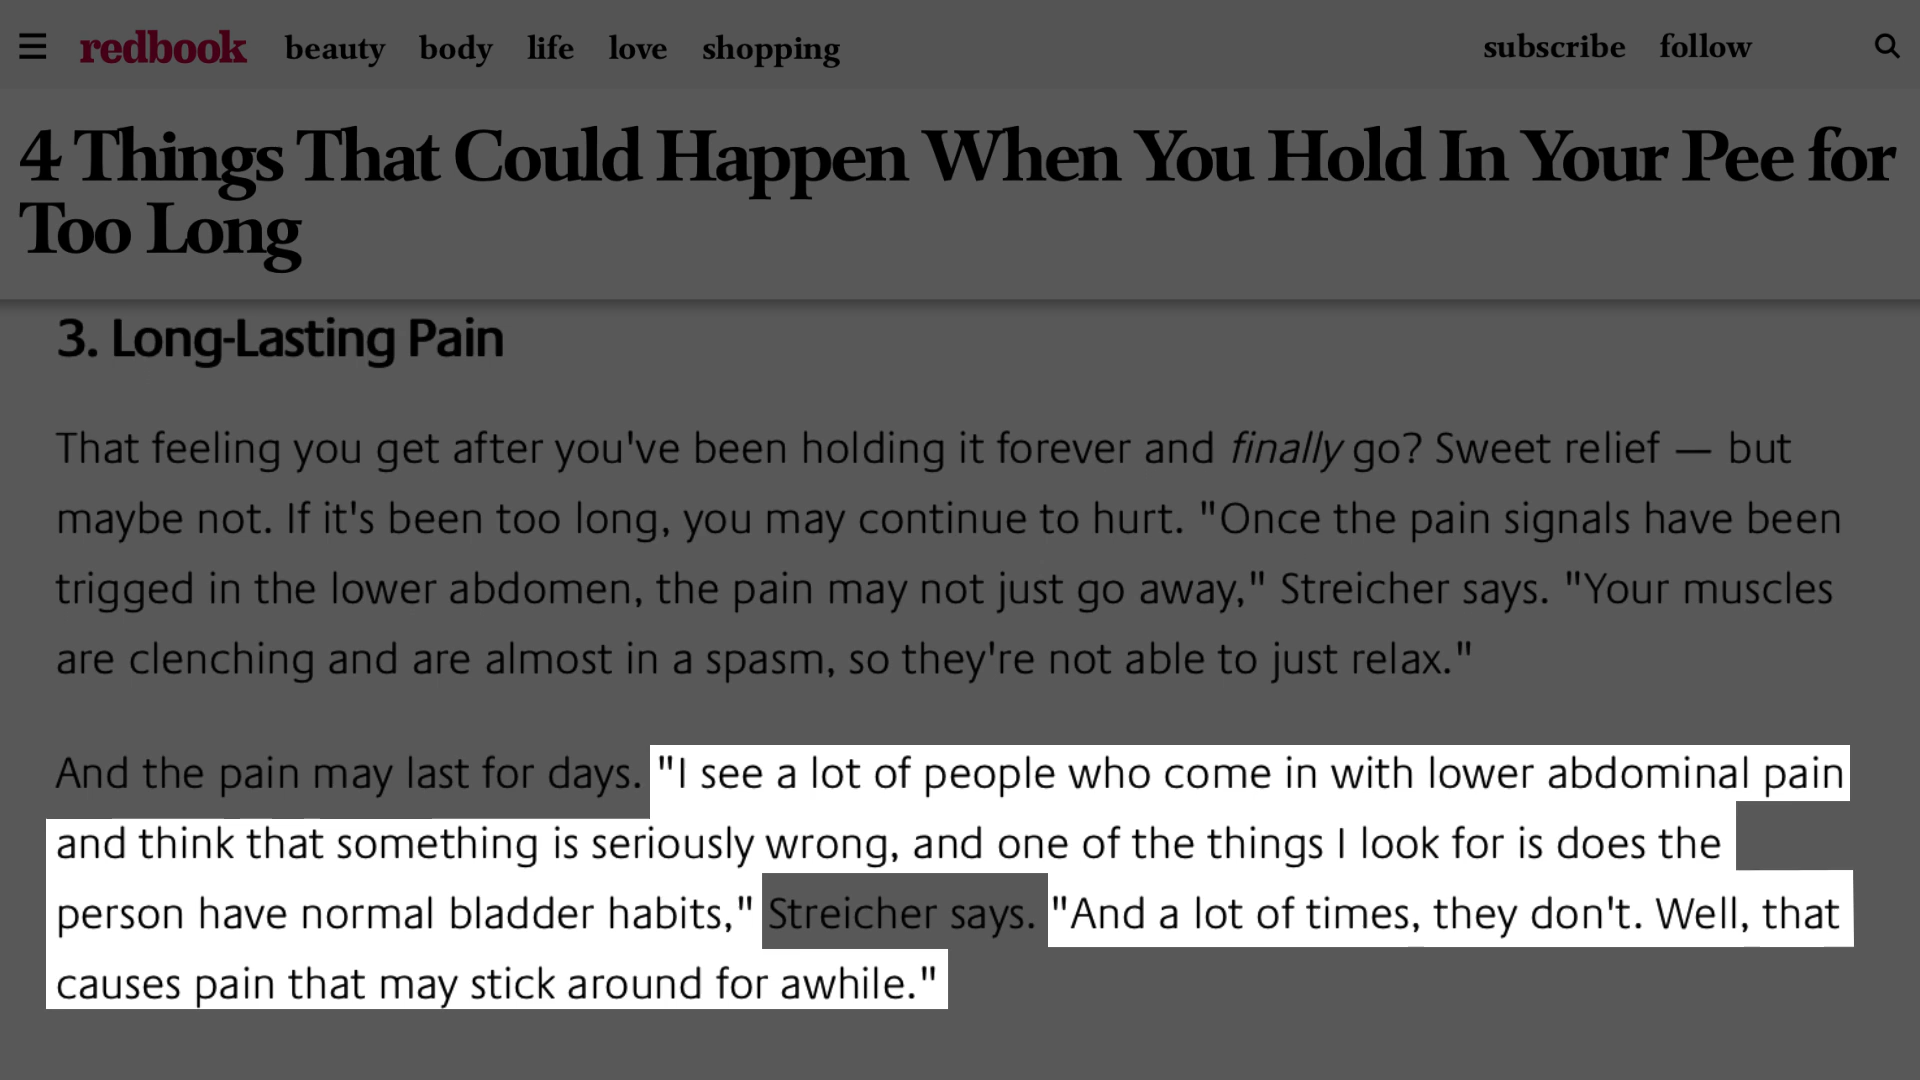 redbook beauty body life love shopping subscribe follow
4 Things That Could Happen When You Hold In Your Pee for
Too Long
3. Long-Lasting Pain
That feeling you get after you've been holding it forever and finally go? Sweet relief — but
maybe not. If it's been too long, you may continue to hurt. "Once the pain signals have been
trigged in the lower abdomen, the pain may not just go away," Streicher says. "Your muscles
are clenching and are almost in a spasm, so they're not able to just relax."
And the pain may last for days. "I see a lot of people who come in with lower abdominal pain
and think that something is seriously wrong, and one of the things I look for is does the
person have normal bladder habits," Streicher says. "And a lot of times, they don't. Well, that
causes pain that may stick around for awhile."